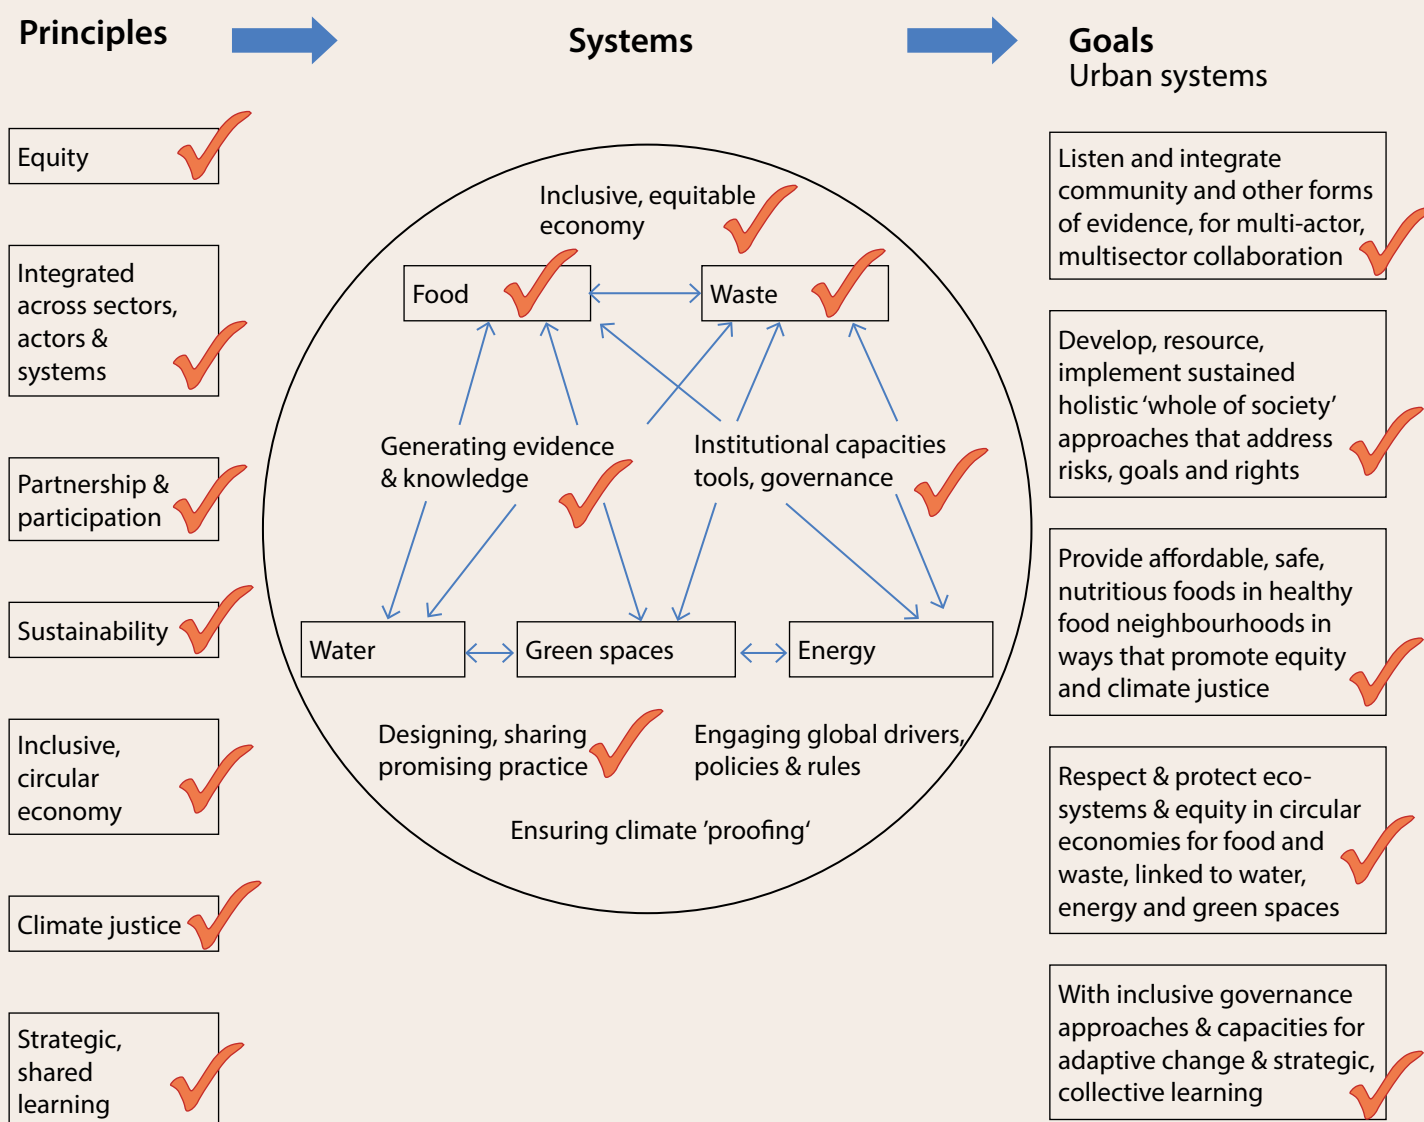 Principles
Systems
Goals
Urban systems
Equity
Integrated
across sectors,
actors &
systems
Partnership &
participation
Sustainability
Inclusive,
circular
economy
Climate justice
Strategic,
shared
learning
Inclusive, equitable
economy
Food
Waste
Generating evidence
& knowledge
Institutional capacities
tools, governance
Water
Green spaces
Energy
Designing, sharing
promising practice
Engaging global drivers,
policies & rules
Ensuring climate ’proofing‘
Listen and integrate
community and other forms
of evidence, for multi-actor,
multisector collaboration
Develop, resource,
implement sustained
holistic ‘whole of society’
approaches that address
risks, goals and rights
Provide affordable, safe,
nutritious foods in healthy
food neighbourhoods in
ways that promote equity
and climate justice
Respect & protect eco-
systems & equity in circular
economies for food and
waste, linked to water,
energy and green spaces
With inclusive governance
approaches & capacities for
adaptive change & strategic,
collective learning